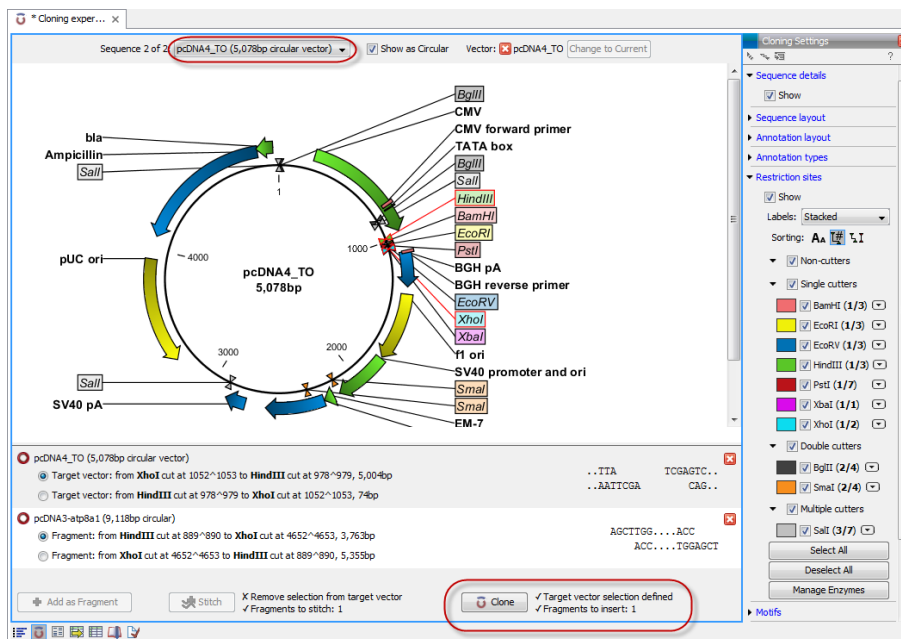 * Cloning exper... ×
Sequence 2 of 2: pcDNA4_TO (5,078bp circular vector) Show as Circular Vector: pcDNA4_TO Change to Current
BglII
CMV
CMV forward primer
TATA box
BglII
SalI
HindIII
BamHI
EcoRI
PstI
BGH pA
BGH reverse primer
EcoRV
XhoI
XbaI
f1 ori
SV40 promoter and ori
SmaI
SmaI
EM-7
bla
Ampicillin
SalI
pUC ori
SalI
SV40 pA
1
1000
2000
3000
4000
pcDNA4_TO
5,078bp
pcDNA4_TO (5,078bp circular vector)
Target vector: from XhoI cut at 1052^1053 to HindIII cut at 978^979, 5,004bp
Target vector: from HindIII cut at 978^979 to XhoI cut at 1052^1053, 74bp
..TTA TCGAGTC..
..AATTCGA CAG..
pcDNA3-atp8a1 (9,118bp circular)
Fragment: from HindIII cut at 889^890 to XhoI cut at 4652^4653, 3,763bp
Fragment: from XhoI cut at 4652^4653 to HindIII cut at 889^890, 5,355bp
AGCTTGG....ACC
ACC....TGGAGCT
Add as Fragment
Stitch
X Remove selection from target vector
√Fragments to stitch: 1
Clone
√Target vector selection defined
√Fragments to insert: 1
Cloning Settings
?
Sequence details
Show
Sequence layout
Annotation layout
Annotation types
Restriction sites
Show
Labels: Stacked
Sorting:
Non-cutters
Single cutters
BamHI (1/3)
EcoRI (1/3)
EcoRV (1/3)
HindIII (1/3)
PstI (1/7)
XbaI (1/1)
XhoI (1/2)
Double cutters
BglII (2/4)
SmaI (2/4)
Multiple cutters
SalI (3/7)
Select All
Deselect All
Manage Enzymes
Motifs